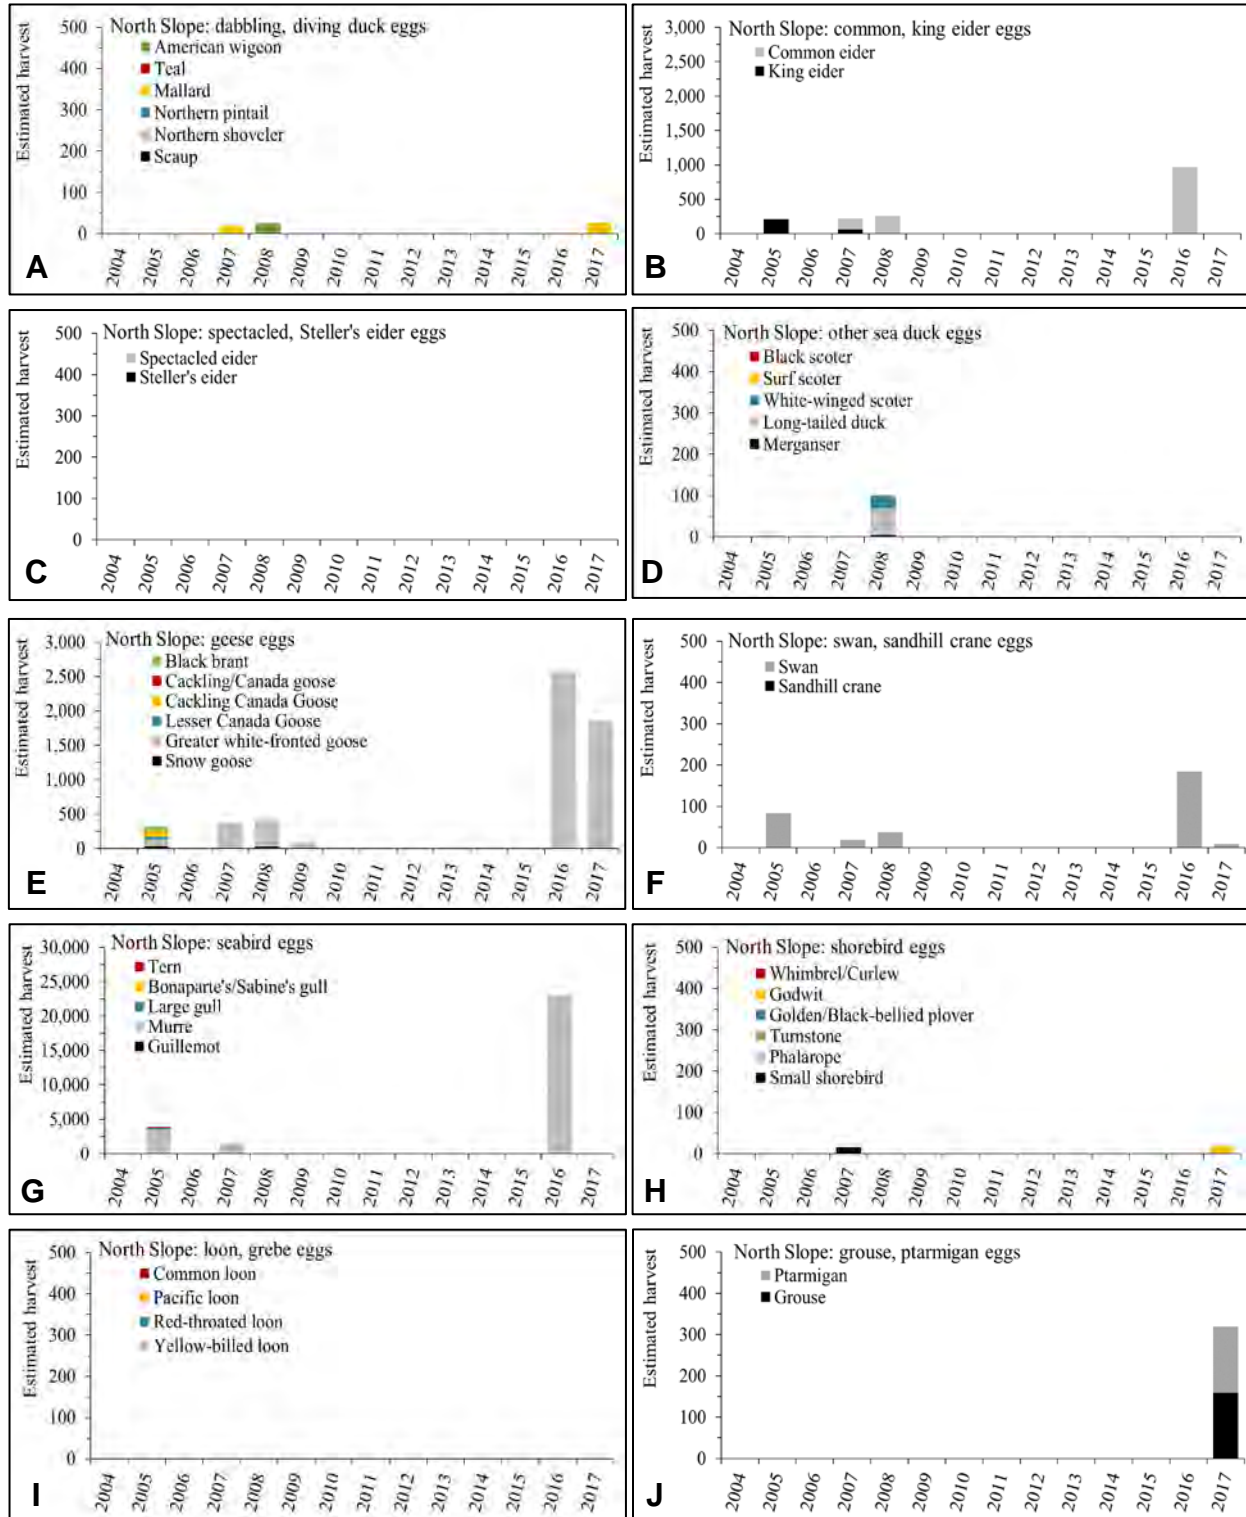 North Slope: dabbling, diving duck eggs
American wigeon
Teal
Mallard
Northern pintail
Northern shoveler
Scaup
Estimated harvest
500
400
300
200
100
0
2004 2005 2006 2007 2008 2009 2010 2011 2012 2013 2014 2015 2016 2017
A
North Slope: common, king eider eggs
Common eider
King eider
Estimated harvest
3,000
2,500
2,000
1,500
1,000
500
0
2004 2005 2006 2007 2008 2009 2010 2011 2012 2013 2014 2015 2016 2017
B
North Slope: spectacled, Steller's eider eggs
Spectacled eider
Steller's eider
Estimated harvest
500
400
300
200
100
0
2004 2005 2006 2007 2008 2009 2010 2011 2012 2013 2014 2015 2016 2017
C
North Slope: other sea duck eggs
Black scoter
Surf scoter
White-winged scoter
Long-tailed duck
Merganser
Estimated harvest
500
400
300
200
100
0
2004 2005 2006 2007 2008 2009 2010 2011 2012 2013 2014 2015 2016 2017
D
North Slope: geese eggs
Black brant
Cackling/Canada goose
Cackling Canada Goose
Lesser Canada Goose
Greater white-fronted goose
Snow goose
Estimated harvest
3,000
2,500
2,000
1,500
1,000
500
0
2004 2005 2006 2007 2008 2009 2010 2011 2012 2013 2014 2015 2016 2017
E
North Slope: swan, sandhill crane eggs
Swan
Sandhill crane
Estimated harvest
500
400
300
200
100
0
2004 2005 2006 2007 2008 2009 2010 2011 2012 2013 2014 2015 2016 2017
F
North Slope: seabird eggs
Tern
Bonaparte's/Sabine's gull
Large gull
Murre
Guillemot
Estimated harvest
30,000
25,000
20,000
15,000
10,000
5,000
0
2004 2005 2006 2007 2008 2009 2010 2011 2012 2013 2014 2015 2016 2017
G
North Slope: shorebird eggs
Whimbrel/Curlew
Godwit
Golden/Black-bellied plover
Turnstone
Phalarope
Small shorebird
Estimated harvest
500
400
300
200
100
0
2004 2005 2006 2007 2008 2009 2010 2011 2012 2013 2014 2015 2016 2017
H
North Slope: loon, grebe eggs
Common loon
Pacific loon
Red-throated loon
Yellow-billed loon
Estimated harvest
500
400
300
200
100
0
2004 2005 2006 2007 2008 2009 2010 2011 2012 2013 2014 2015 2016 2017
I
North Slope: grouse, ptarmigan eggs
Ptarmigan
Grouse
Estimated harvest
500
400
300
200
100
0
2004 2005 2006 2007 2008 2009 2010 2011 2012 2013 2014 2015 2016 2017
J